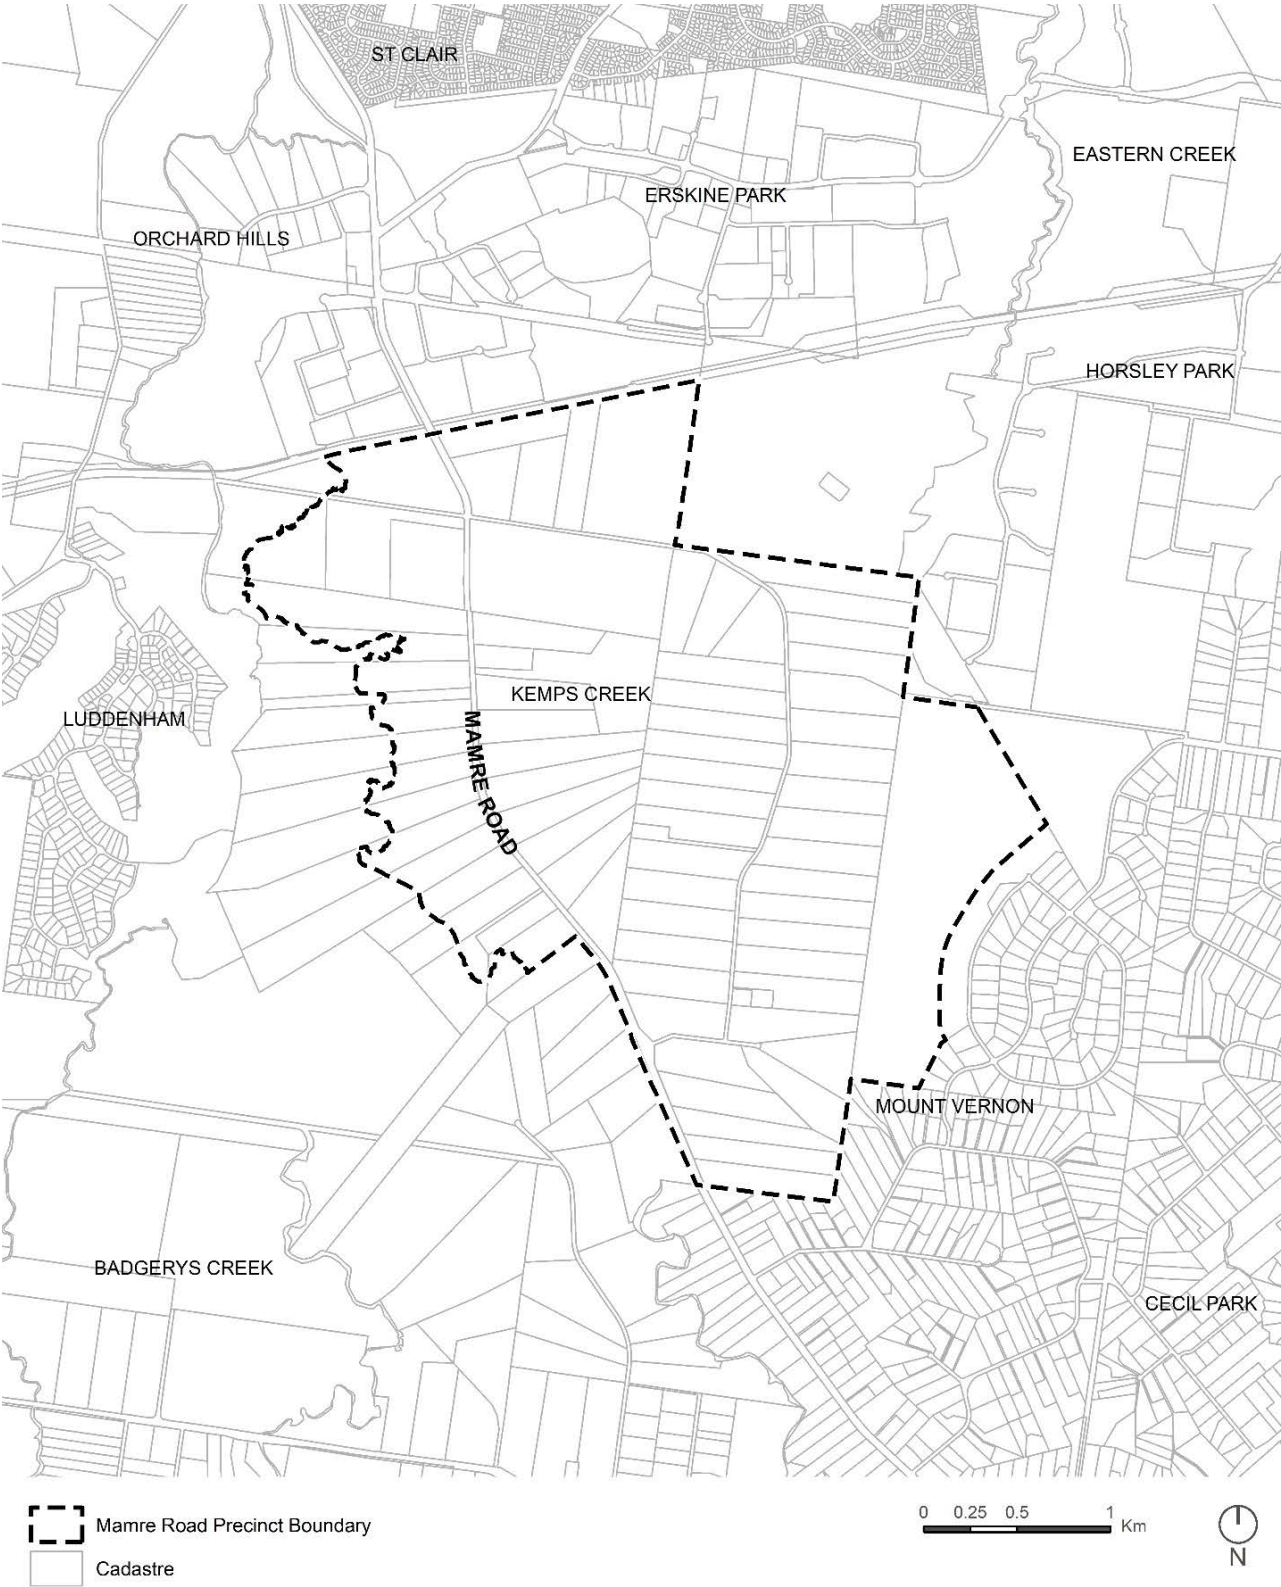 ST CLAIR
EASTERN CREEK
ERSKINE PARK
ORCHARD HILLS
HORSLEY PARK
KEMPS CREEK
LUDDENHAM
MAMRE ROAD
MOUNT VERNON
BADGERYS CREEK
CECIL PARK
Mamre Road Precinct Boundary
Cadastre
0 0.25 0.5 1
Km
N